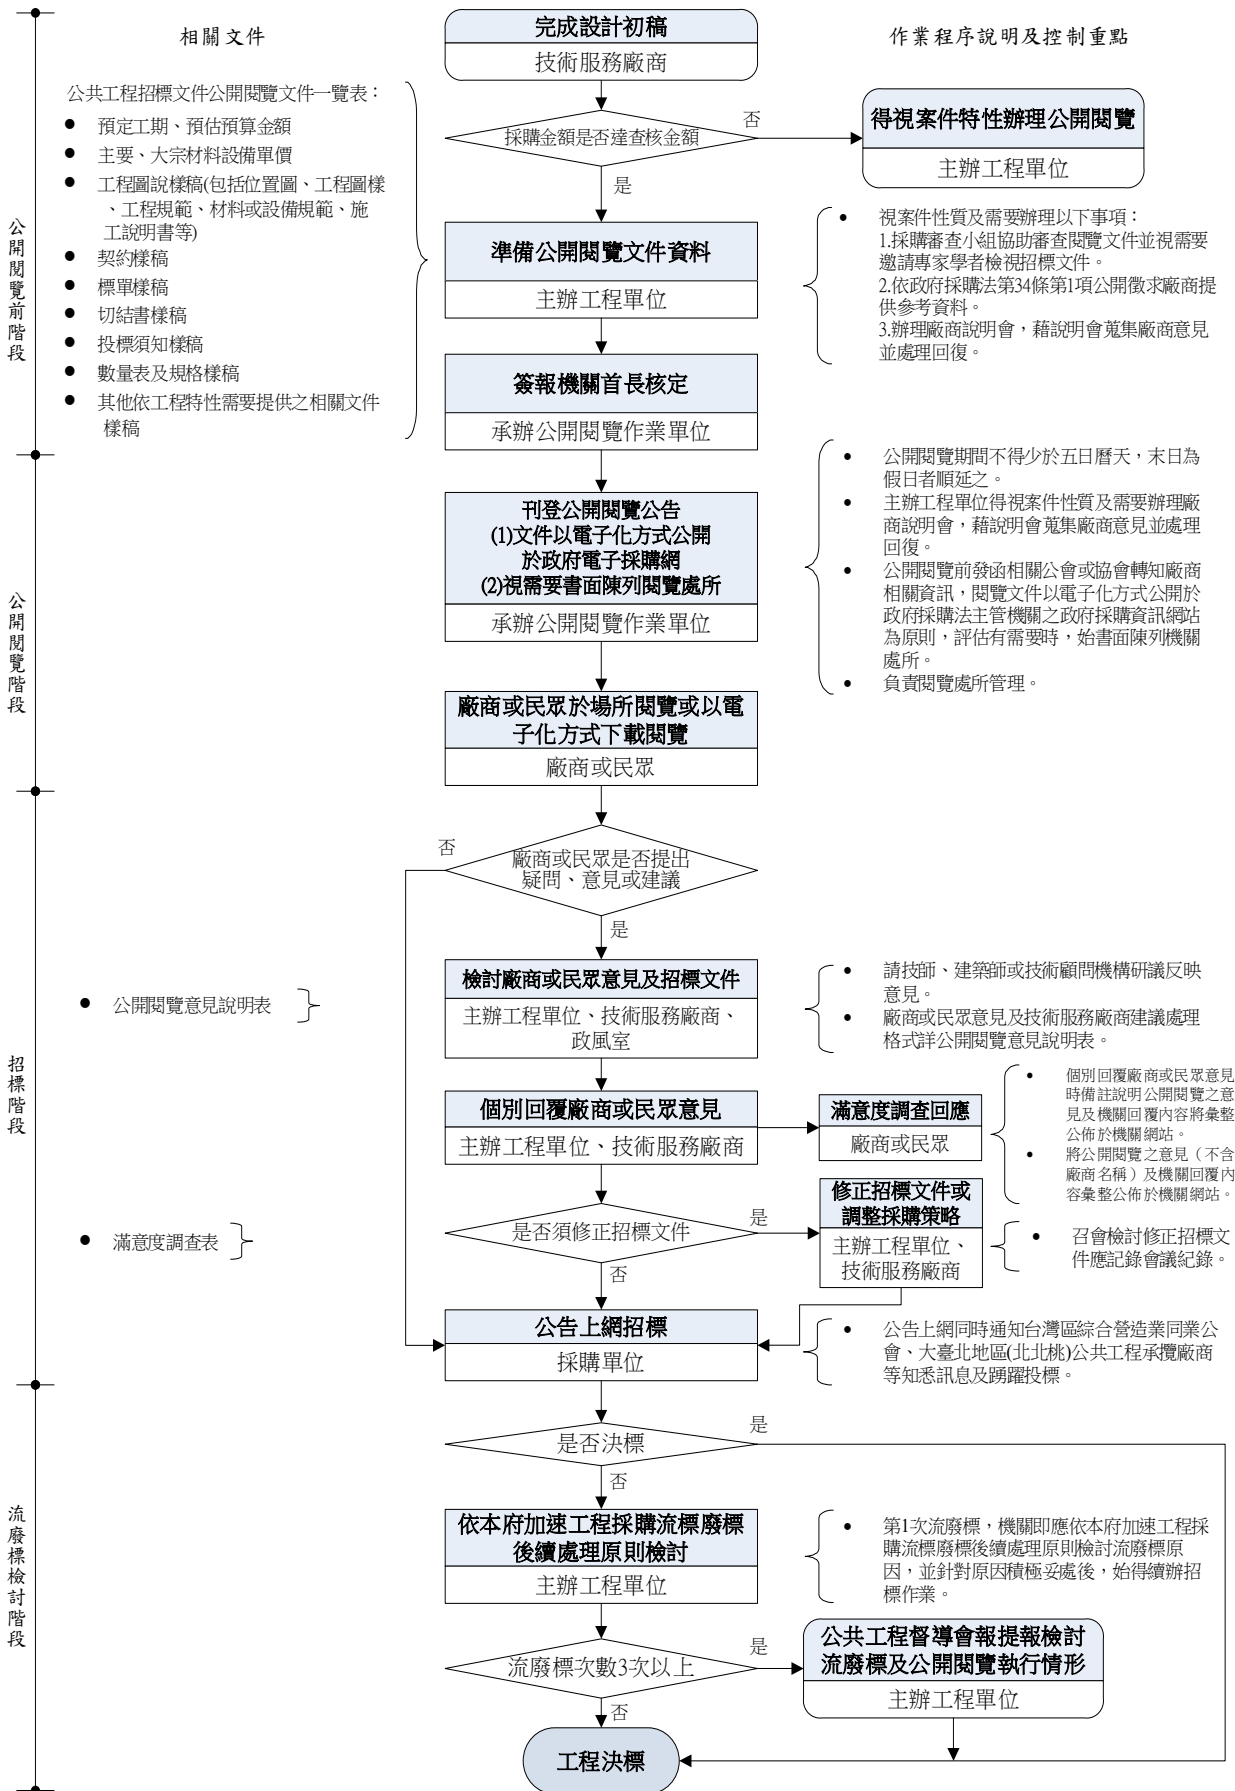 相關文件
完成設計初稿
技術服務廠商
作業程序說明及控制重點
公開閱覽前階段
公共工程招標文件公開閱覽文件一覽表：
● 預定工期、預估預算金額
● 主要、大宗材料設備單價
● 工程圖說樣稿(包括位置圖、工程圖樣
、工程規範、材料或設備規範、施
工說明書等)
● 契約樣稿
● 標單樣稿
● 切結書樣稿
● 投標須知樣稿
● 數量表及規格樣稿
● 其他依工程特性需要提供之相關文件
樣稿
採購金額是否達查核金額
否
得視案件特性辦理公開閱覽
主辦工程單位
是
準備公開閱覽文件資料
主辦工程單位
● 視案件性質及需要辦理以下事項：
1.採購審查小組協助審查閱覽文件並視需要
邀請專家學者檢視招標文件。
2.依政府採購法第34條第1項公開徵求廠商提
供參考資料。
3.辦理廠商說明會，藉說明會蒐集廠商意見
並處理回復。
簽報機關首長核定
承辦公開閱覽作業單位
公開閱覽階段
刊登公開閱覽公告
(1)文件以電子化方式公開
於政府電子採購網
(2)視需要書面陳列閱覽處所
承辦公開閱覽作業單位
● 公開閱覽期間不得少於五日曆天，末日為
假日者順延之。
● 主辦工程單位得視案件性質及需要辦理廠
商說明會，藉說明會蒐集廠商意見並處理
回復。
● 公開閱覽前發函相關公會或協會轉知廠商
相關資訊，閱覽文件以電子化方式公開於
政府採購法主管機關之政府採購資訊網站
為原則，評估有需要時，始書面陳列機關
處所。
● 負責閱覽處所管理。
廠商或民眾於場所閱覽或以電
子化方式下載閱覽
廠商或民眾
招標階段
廠商或民眾是否提出
疑問、意見或建議
否
是
檢討廠商或民眾意見及招標文件
主辦工程單位、技術服務廠商、
政風室
● 公開閱覽意見說明表
● 請技師、建築師或技術顧問機構研議反映
意見。
● 廠商或民眾意見及技術服務廠商建議處理
格式詳公開閱覽意見說明表。
個別回覆廠商或民眾意見
主辦工程單位、技術服務廠商
滿意度調查回應
廠商或民眾
● 個別回覆廠商或民眾意見
時備註說明公開閱覽之意
見及機關回覆內容將彙整
公佈於機關網站。
● 將公開閱覽之意見（不含
廠商名稱）及機關回覆內
容彙整公佈於機關網站。
● 滿意度調查表
是否須修正招標文件
是
否
修正招標文件或
調整採購策略
主辦工程單位、
技術服務廠商
● 召會檢討修正招標文
件應記錄會議紀錄。
公告上網招標
採購單位
● 公告上網同時通知台灣區綜合營造業同業公
會、大臺北地區(北北桃)公共工程承攬廠商
等知悉訊息及踴躍投標。
流廢標檢討階段
是否決標
是
否
依本府加速工程採購流標廢標
後續處理原則檢討
主辦工程單位
● 第1次流廢標，機關即應依本府加速工程採
購流標廢標後續處理原則檢討流廢標原
因，並針對原因積極妥處後，始得續辦招
標作業。
流廢標次數3次以上
是
否
公共工程督導會報提報檢討
流廢標及公開閱覽執行情形
主辦工程單位
工程決標